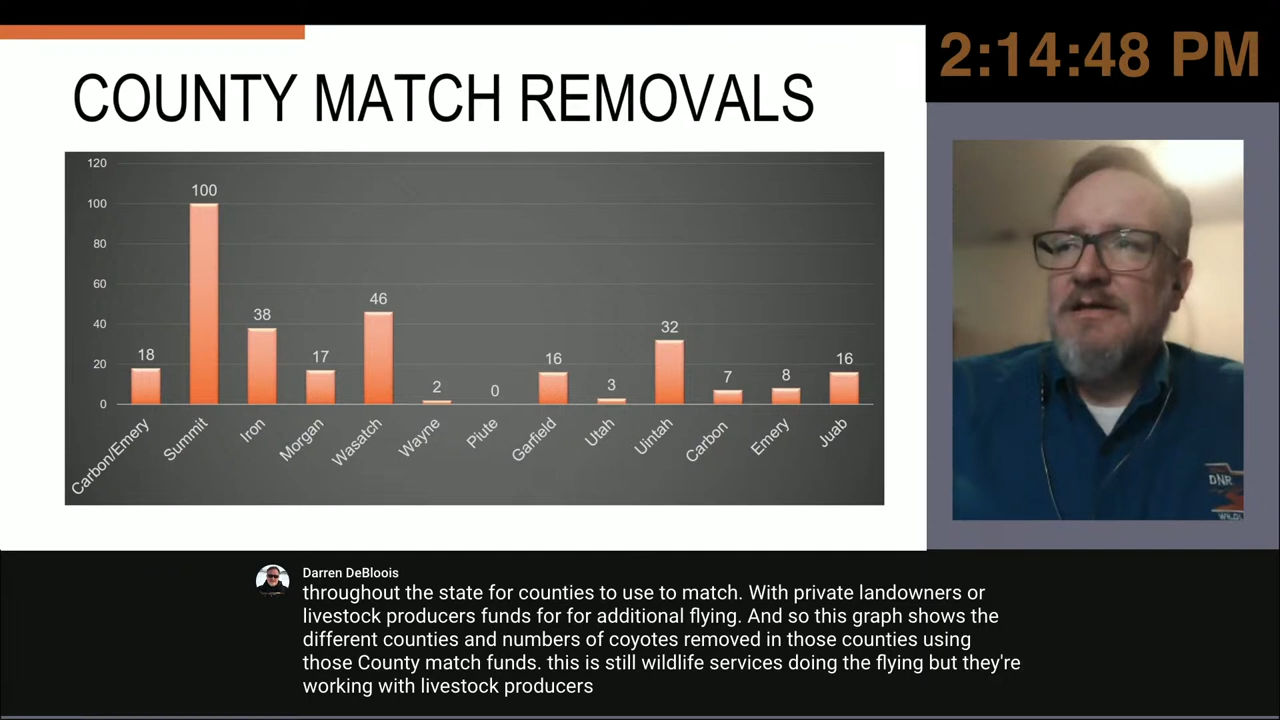 COUNTY MATCH REMOVALS
2:14:48 PM
120
100
80
60
40
20
0
18
100
38
17
46
2
0
16
3
32
7
8
16
Carbon/Emery
Summit
Iron
Morgan
Wasatch
Wayne
Piute
Garfield
Utah
Uintah
Carbon
Emery
Juab
DNR
Darren DeBloois
throughout the state for counties to use to match. With private landowners or
livestock producers funds for for additional flying. And so this graph shows the
different counties and numbers of coyotes removed in those counties using
those County match funds. this is still wildlife services doing the flying but they're
working with livestock producers